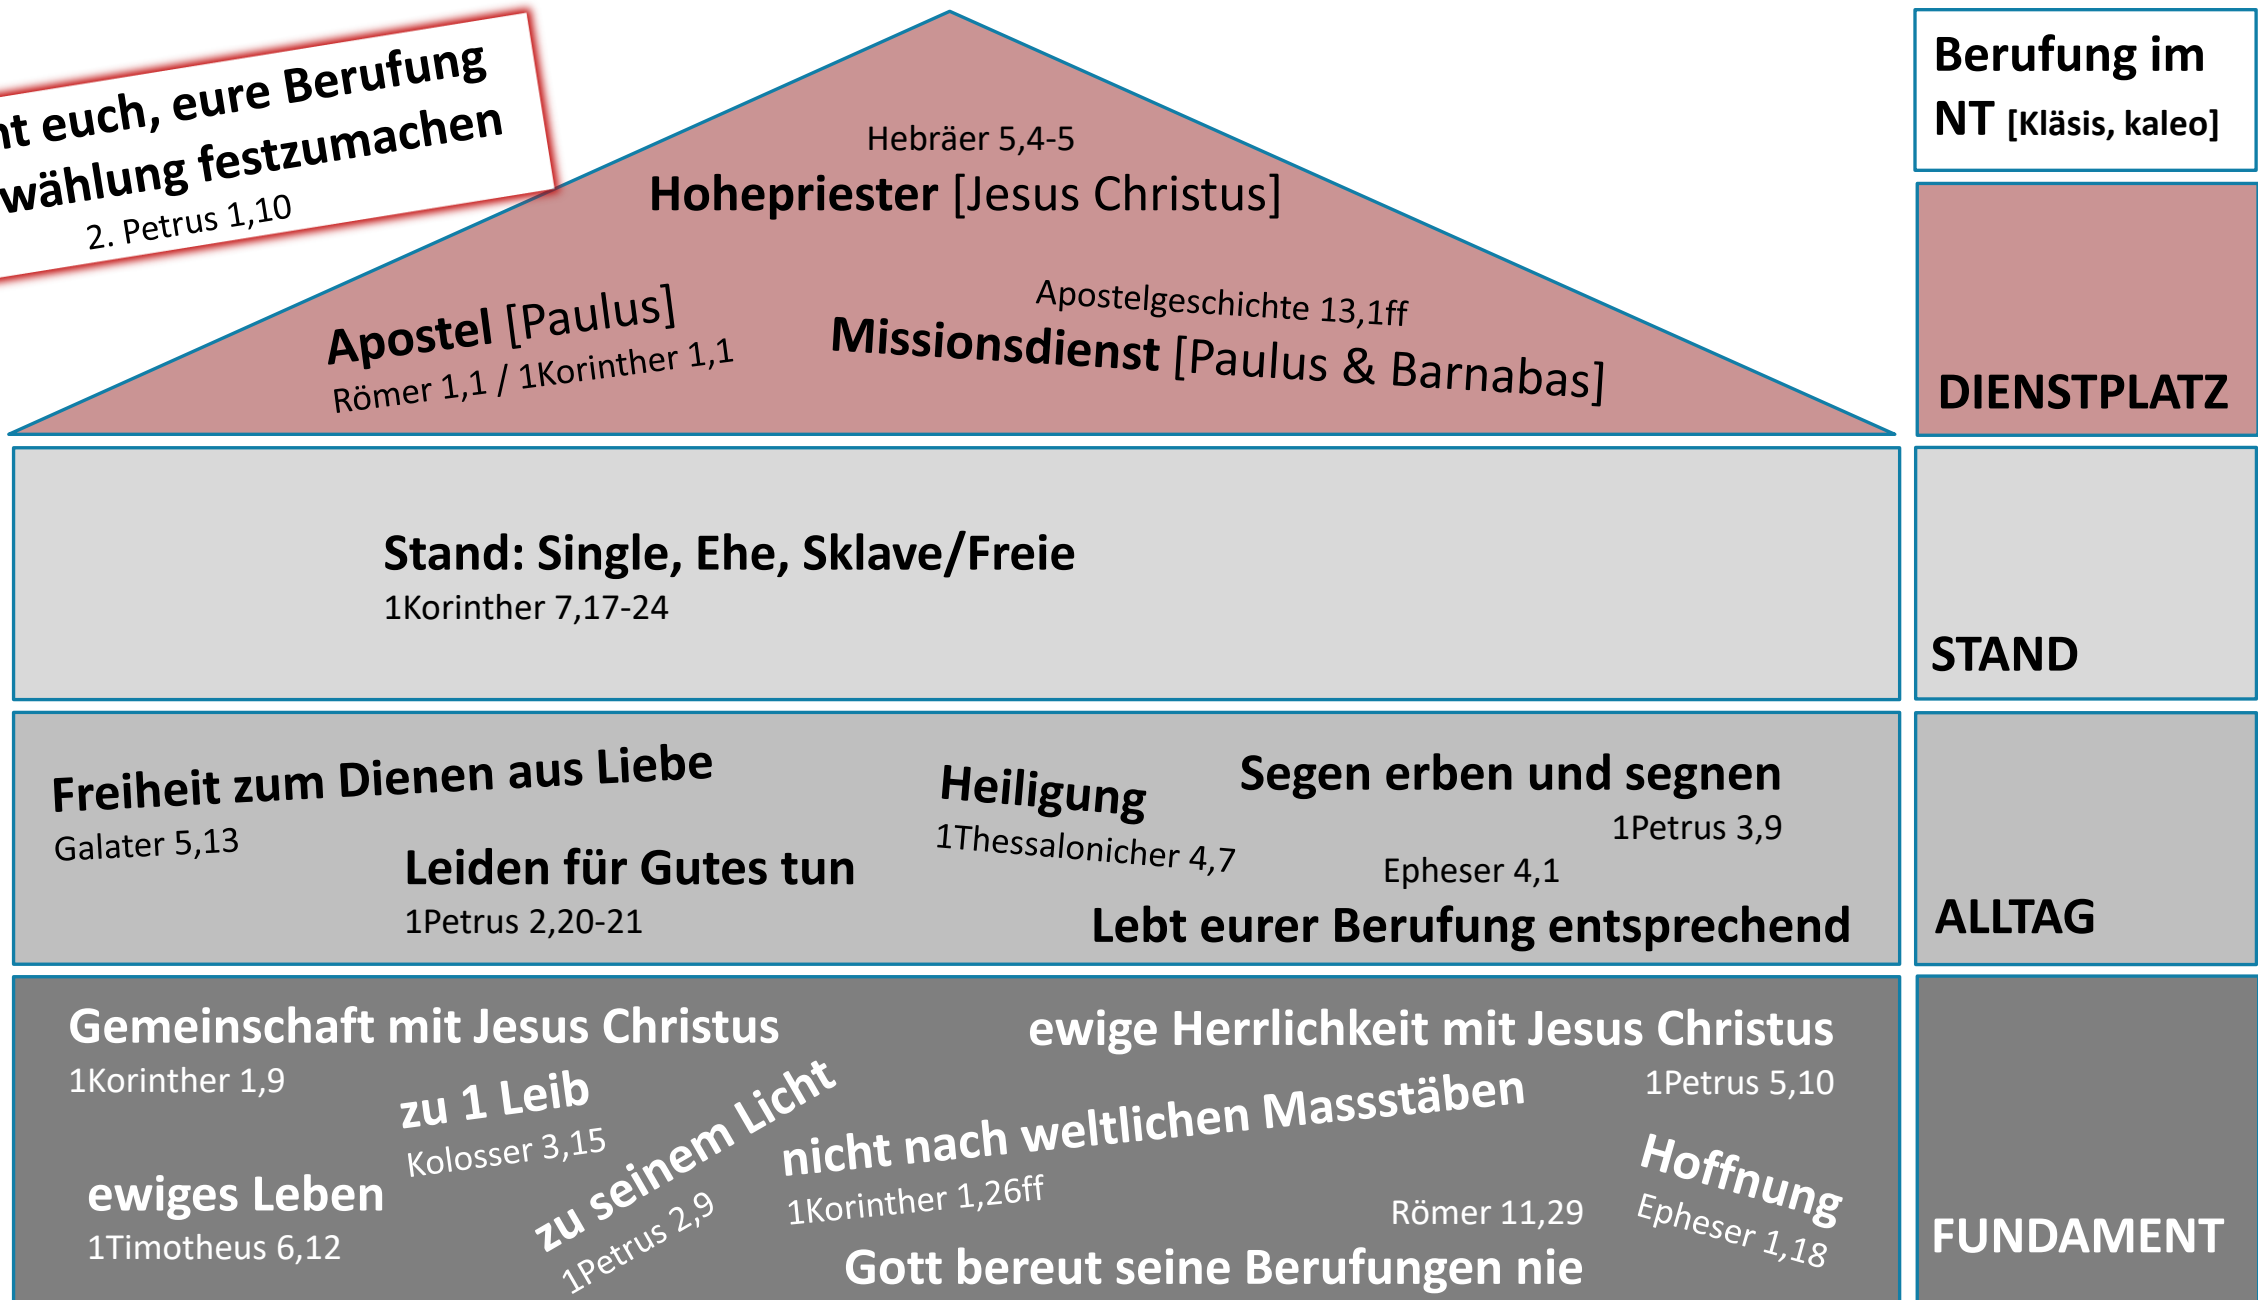 euch, eure Berufung
festzumachen
2. Petrus 1,10
Berufung im
NT [Kläsis, kaleo]
Hebräer 5,4-5
Hohepriester [Jesus Christus]
Apostel [Paulus]
Römer 1,1 / 1Korinther 1,1
Apostelgeschichte 13,1ff
Missionsdienst [Paulus & Barnabas]
DIENSTPLATZ
Stand: Single, Ehe, Sklave/Freie
1Korinther 7,17-24
STAND
Freiheit zum Dienen aus Liebe
Galater 5,13
Leiden für Gutes tun
1Petrus 2,20-21
Heiligung
1Thessalonicher 4,7
Segen erben und segnen
1Petrus 3,9
Epheser 4,1
Lebt eurer Berufung entsprechend
ALLTAG
Gemeinschaft mit Jesus Christus
1Korinther 1,9
zu 1 Leib
Kolosser 3,15
ewiges Leben
1Timotheus 6,12
zu seinem Licht
1Petrus 2,9
ewige Herrlichkeit mit Jesus Christus
1Petrus 5,10
nicht nach weltlichen Massstäben
1Korinther 1,26ff
Hoffnung
Epheser 1,18
Römer 11,29
Gott bereut seine Berufungen nie
FUNDAMENT